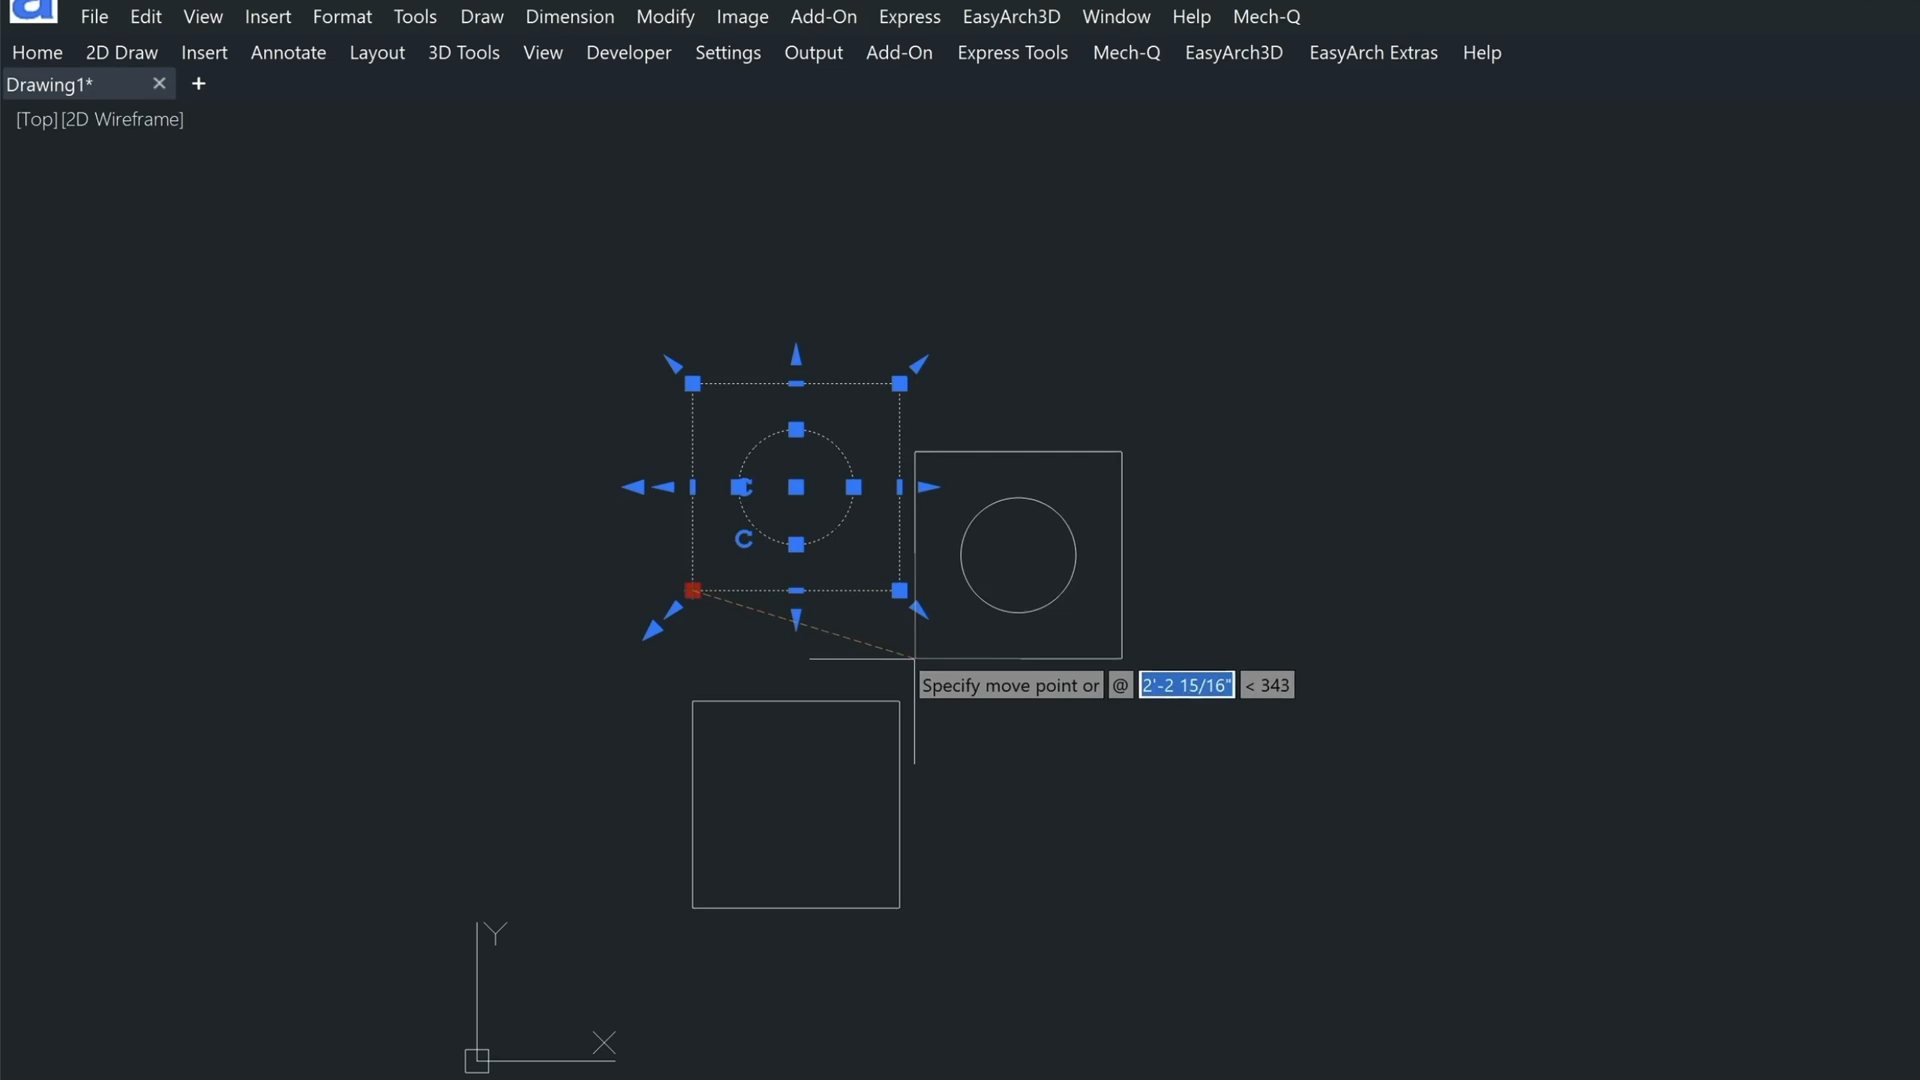 File Edit View Insert Format Tools Draw Dimension Modify Image Add-On Express EasyArch3D Window Help Mech-Q
Home 2D Draw Insert Annotate Layout 3D Tools View Developer Settings Output Add-On Express Tools Mech-Q EasyArch3D EasyArch Extras Help
Drawing1*
[Top] [2D Wireframe]
C
C
Specify move point or @ 2'-2 15/16" < 343
Y
X